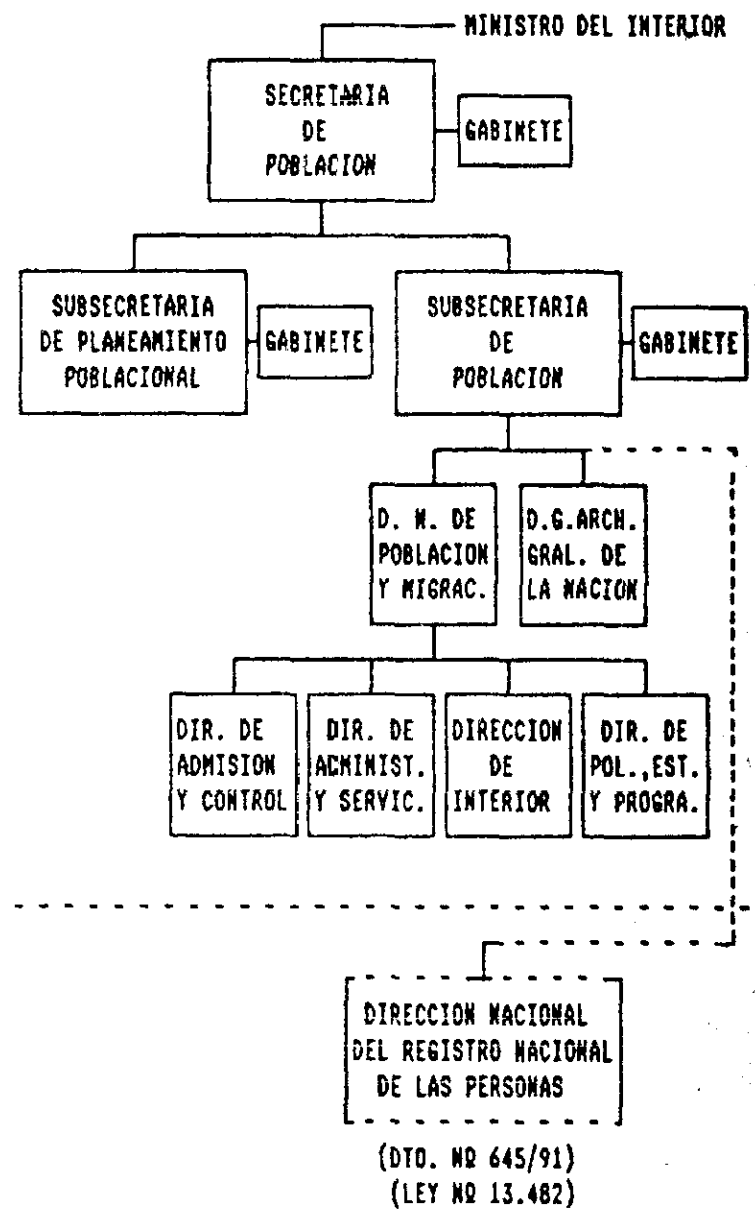 MINISTRO DEL INTERIOR
SECRETARIA
DE
POBLACION
GABINETE
SUBSECRETARIA
DE PLANEAMIENTO
POBLACIONAL
GABINETE
SUBSECRETARIA
DE
POBLACION
GABINETE
D. N. DE
POBLACION
Y MIGRAC.
D.G.ARCH.
GRAL. DE
LA NACION
DIR. DE
ADMISION
Y CONTROL
DIR. DE
ADMINIST.
Y SERVIC.
DIRECCION
DE
INTERIOR
DIR. DE
POL.,EST.
Y PROGRA.
DIRECCION NACIONAL
DEL REGISTRO NACIONAL
DE LAS PERSONAS
(DTO. Nº 645/91)
(LEY Nº 13.482)